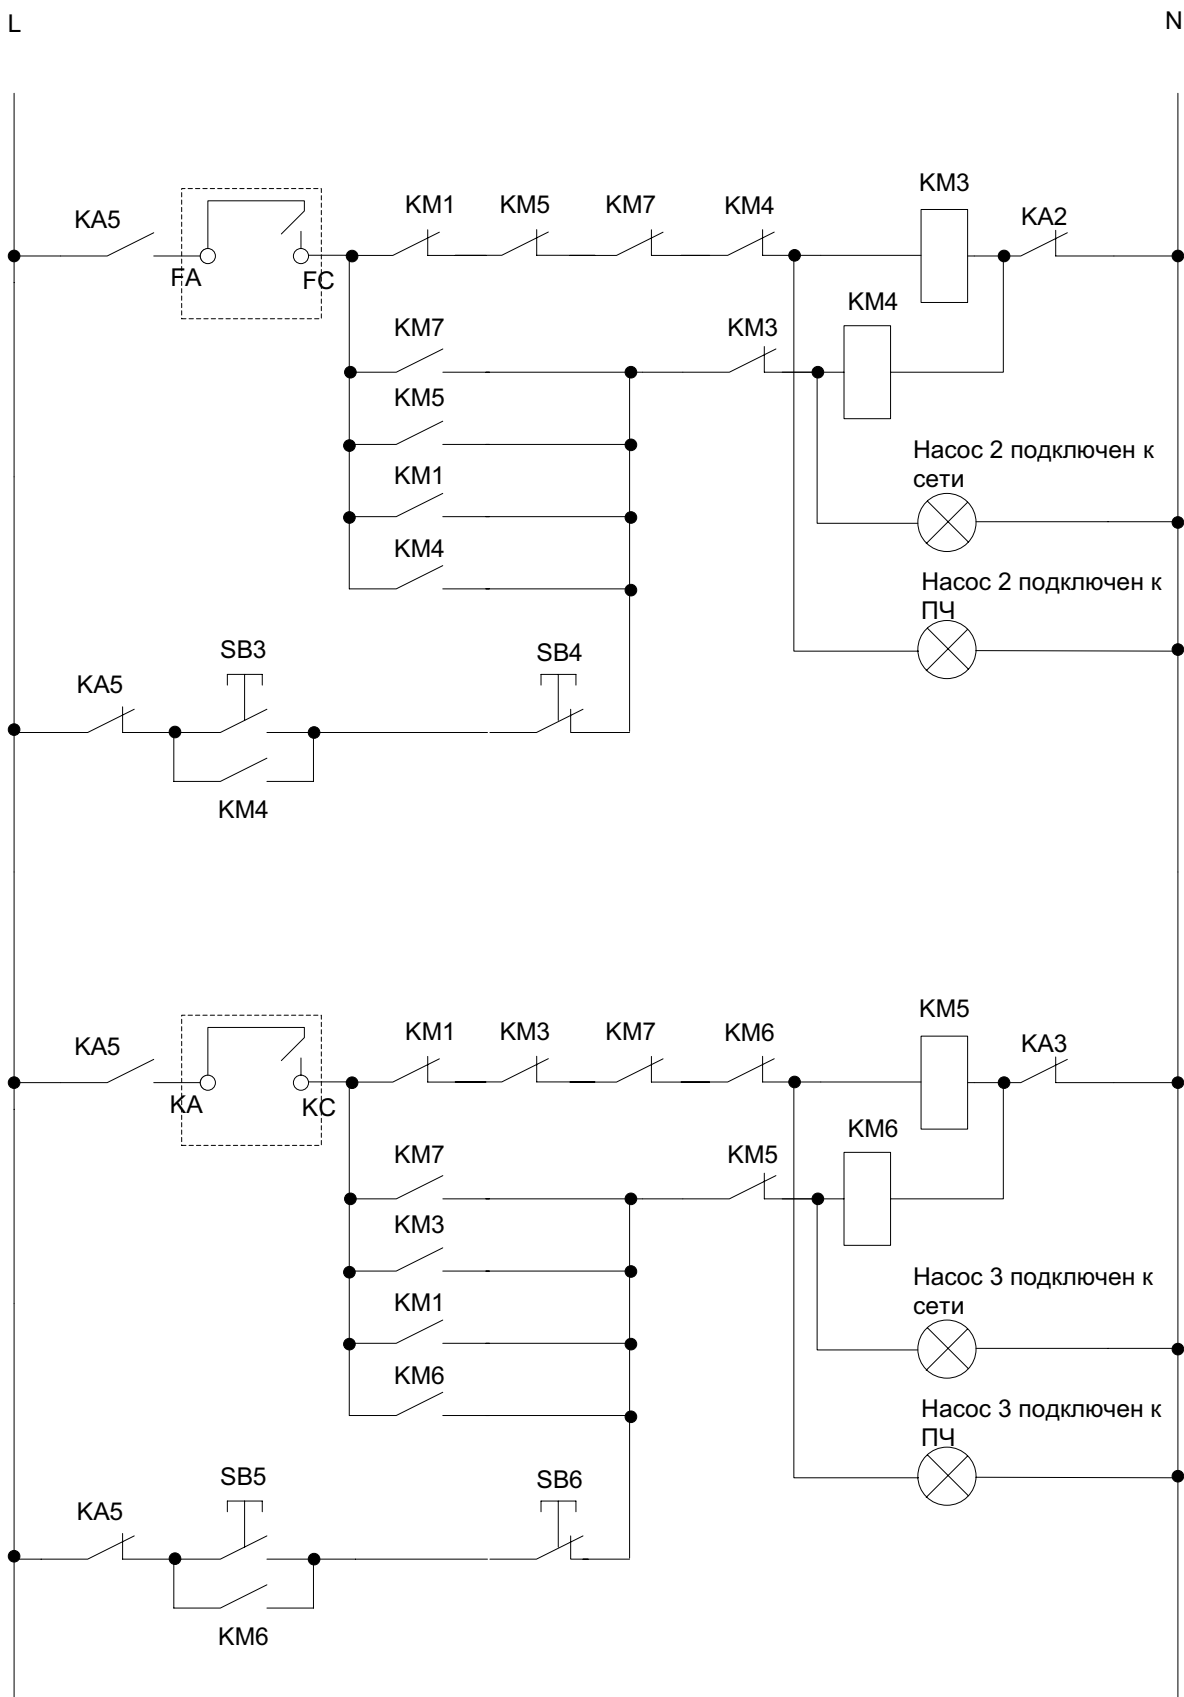 L
N
KM3
KM1
KM5
KM7
KM4
KA5
KA2
FA
FC
KM4
KM7
KM3
KM5
Насос 2 подключен к
сети
KM1
KM4
Насос 2 подключен к
ПЧ
SB3
SB4
KA5
KM4
KM5
KM1
KM3
KM7
KM6
KA5
KA3
KA
KC
KM6
KM7
KM5
KM3
Насос 3 подключен к
сети
KM1
KM6
Насос 3 подключен к
ПЧ
SB5
SB6
KA5
KM6